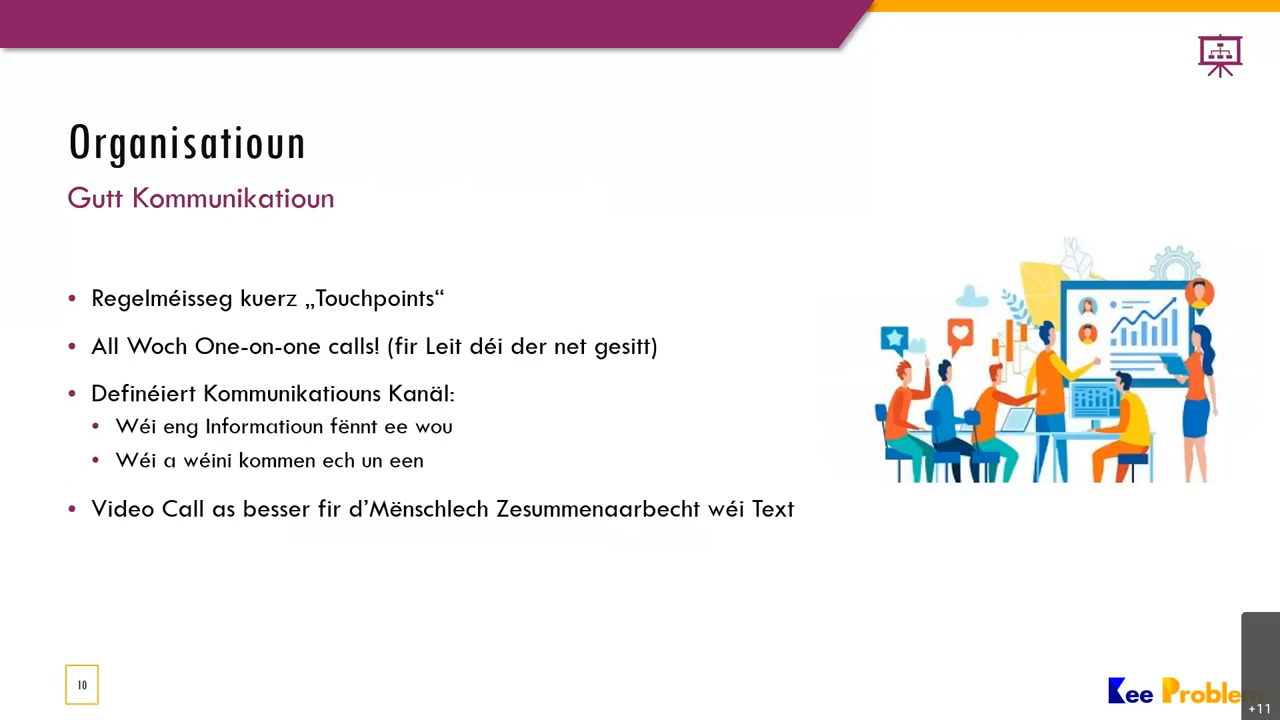 Organisatioun
Gutt Kommunikatioun
• Regelméisseg kuerz „Touchpoints“
• All Woch One-on-one calls! (fir Leit déi der net gesitt)
• Definéiert Kommunikatiouns Kanäl:
• Wéi eng Informatioun fënnt ee wou
• Wéi a wéini kommen ech un een
• Video Call as besser fir d’Mënschlech Zesummenaarbecht wéi Text
10
Kee Problem
+11